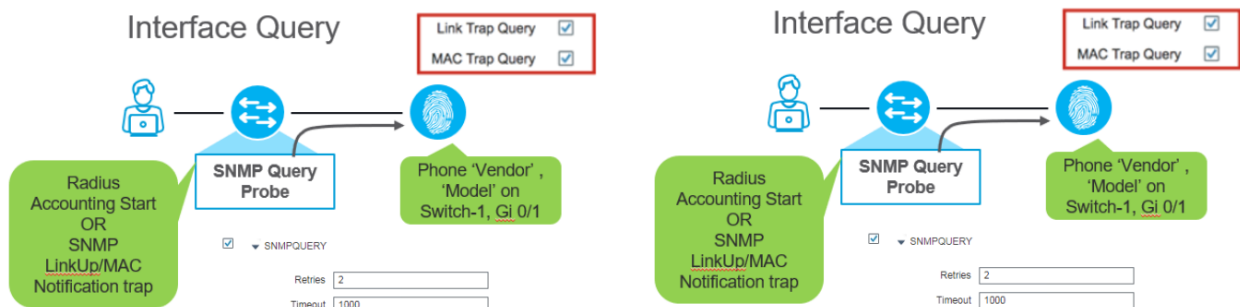 Interface Query
Link Trap Query
MAC Trap Query
SNMP Query
Probe
Radius
Accounting Start
OR
SNMP
LinkUp/MAC
Notification trap
Phone ‘Vendor’ ,
‘Model’ on
Switch-1, Gi 0/1
SNMPQUERY
Retries 2
Timeout 1000
Interface Query
Link Trap Query
MAC Trap Query
SNMP Query
Probe
Radius
Accounting Start
OR
SNMP
LinkUp/MAC
Notification trap
Phone ‘Vendor’ ,
‘Model’ on
Switch-1, Gi 0/1
SNMPQUERY
Retries 2
Timeout 1000